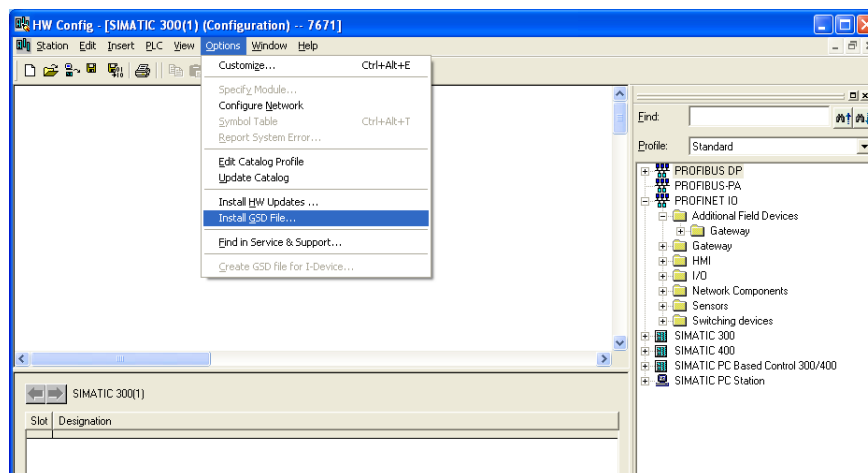 HW Config - [SIMATIC 300(1) (Configuration) -- 7671]
Station Edit Insert PLC View Options Window Help
Customize... Ctrl+Alt+E
Specify Module...
Configure Network
Symbol Table Ctrl+Alt+T
Report System Error...
Edit Catalog Profile
Update Catalog
Install HW Updates ...
Install GSD File...
Find in Service & Support...
Create GSD file for I-Device...
Find:
Profile: Standard
PROFIBUS DP
PROFIBUS-PA
PROFINET IO
Additional Field Devices
Gateway
Gateway
HMI
I/O
Network Components
Sensors
Switching devices
SIMATIC 300
SIMATIC 400
SIMATIC PC Based Control 300/400
SIMATIC PC Station
SIMATIC 300(1)
Slot Designation